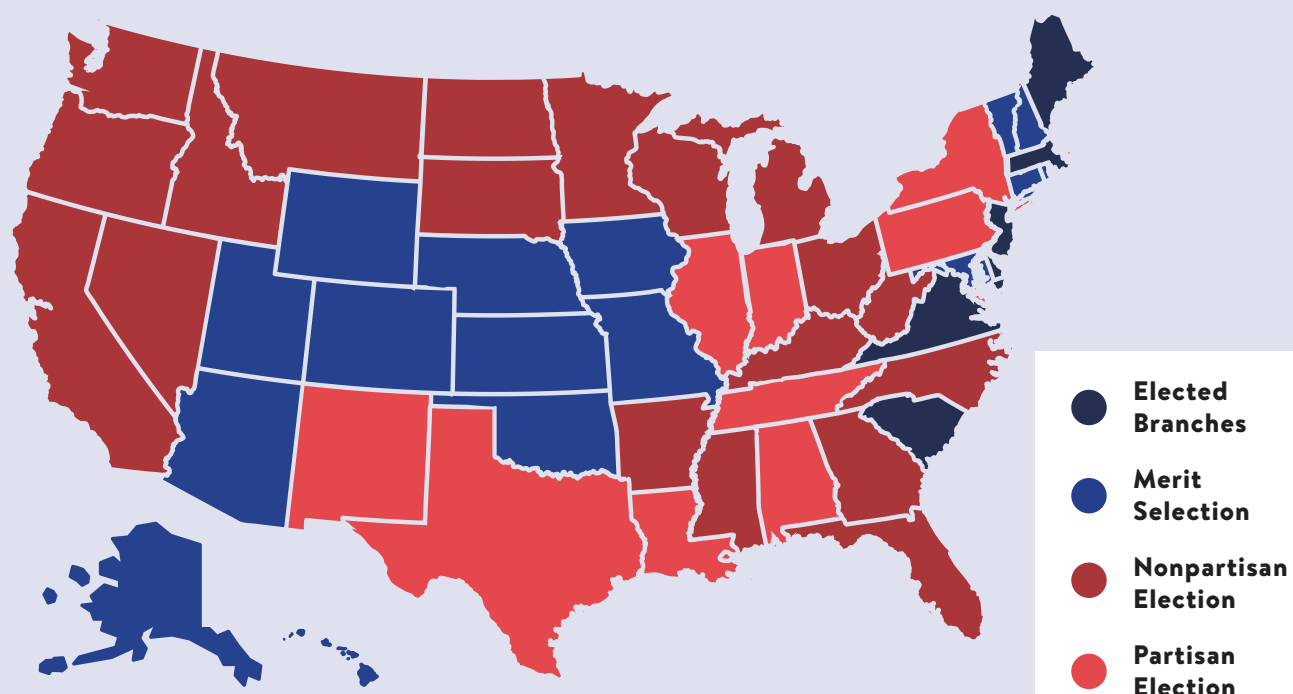 Elected
Branches
Merit
Selection
Nonpartisan
Election
Partisan
Election